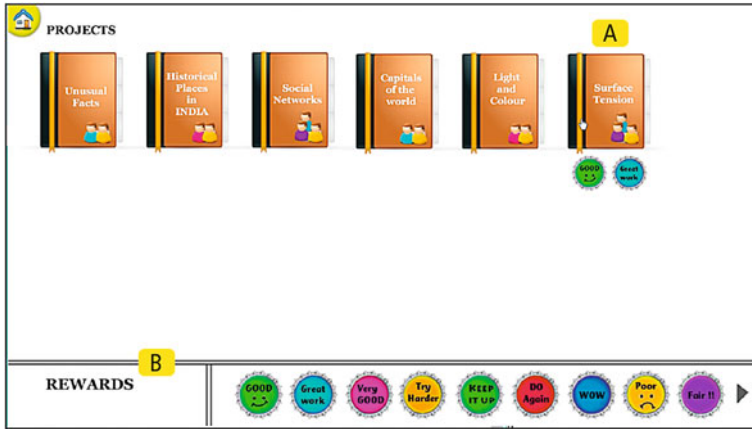 PROJECTS
A
Unusual
Facts
Historical
Places
in
INDIA
Social
Networks
Capitals
of the
world
Light
and
Colour
Surface
Tension
GOOD
Great
work
B
REWARDS
GOOD
Great
work
Very
GOOD
Try
Harder
KEEP
IT UP
DO
Again
WOW
Poor
Fair !!